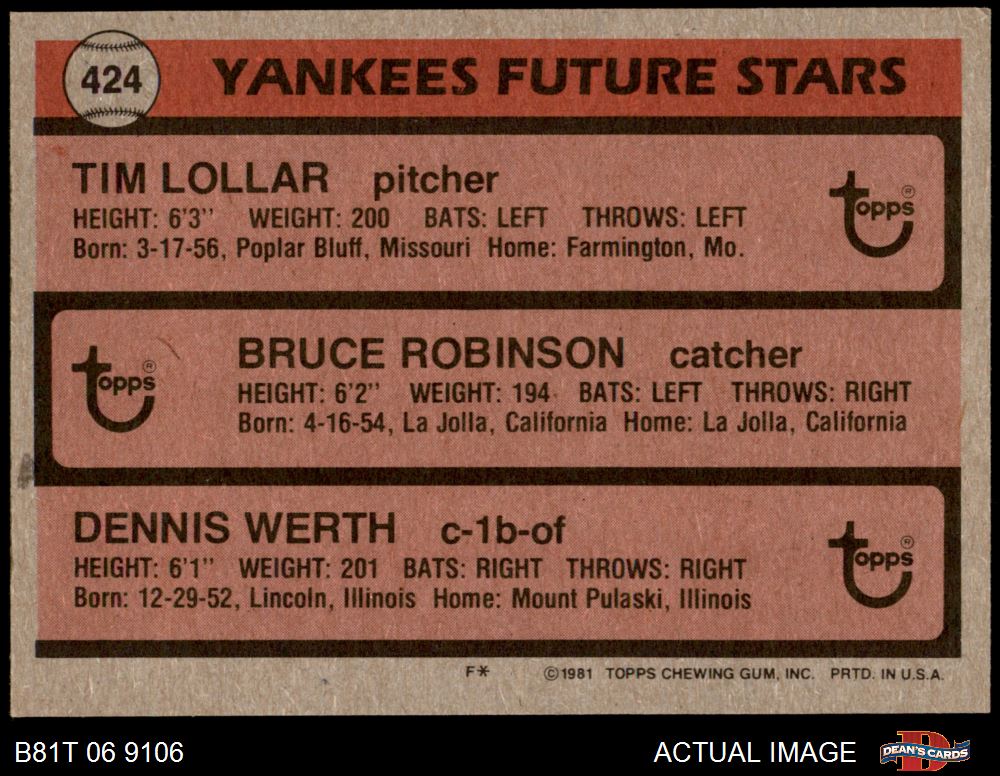 424 YANKEES FUTURE STARS
TIM LOLLAR pitcher
HEIGHT: 6'3" WEIGHT: 200 BATS: LEFT THROWS: LEFT
Born: 3-17-56, Poplar Bluff, Missouri Home: Farmington, Mo.
Topps ®
BRUCE ROBINSON catcher
HEIGHT: 6'2" WEIGHT: 194 BATS: LEFT THROWS: RIGHT
Born: 4-16-54, La Jolla, California Home: La Jolla, California
Topps ®
DENNIS WERTH c-1b-of
HEIGHT: 6'1" WEIGHT: 201 BATS: RIGHT THROWS: RIGHT
Born: 12-29-52, Lincoln, Illinois Home: Mount Pulaski, Illinois
Topps ®
F* ©1981 TOPPS CHEWING GUM, INC. PRTD. IN U.S.A.
B81T 06 9106 ACTUAL IMAGE D DEAN'S CARDS